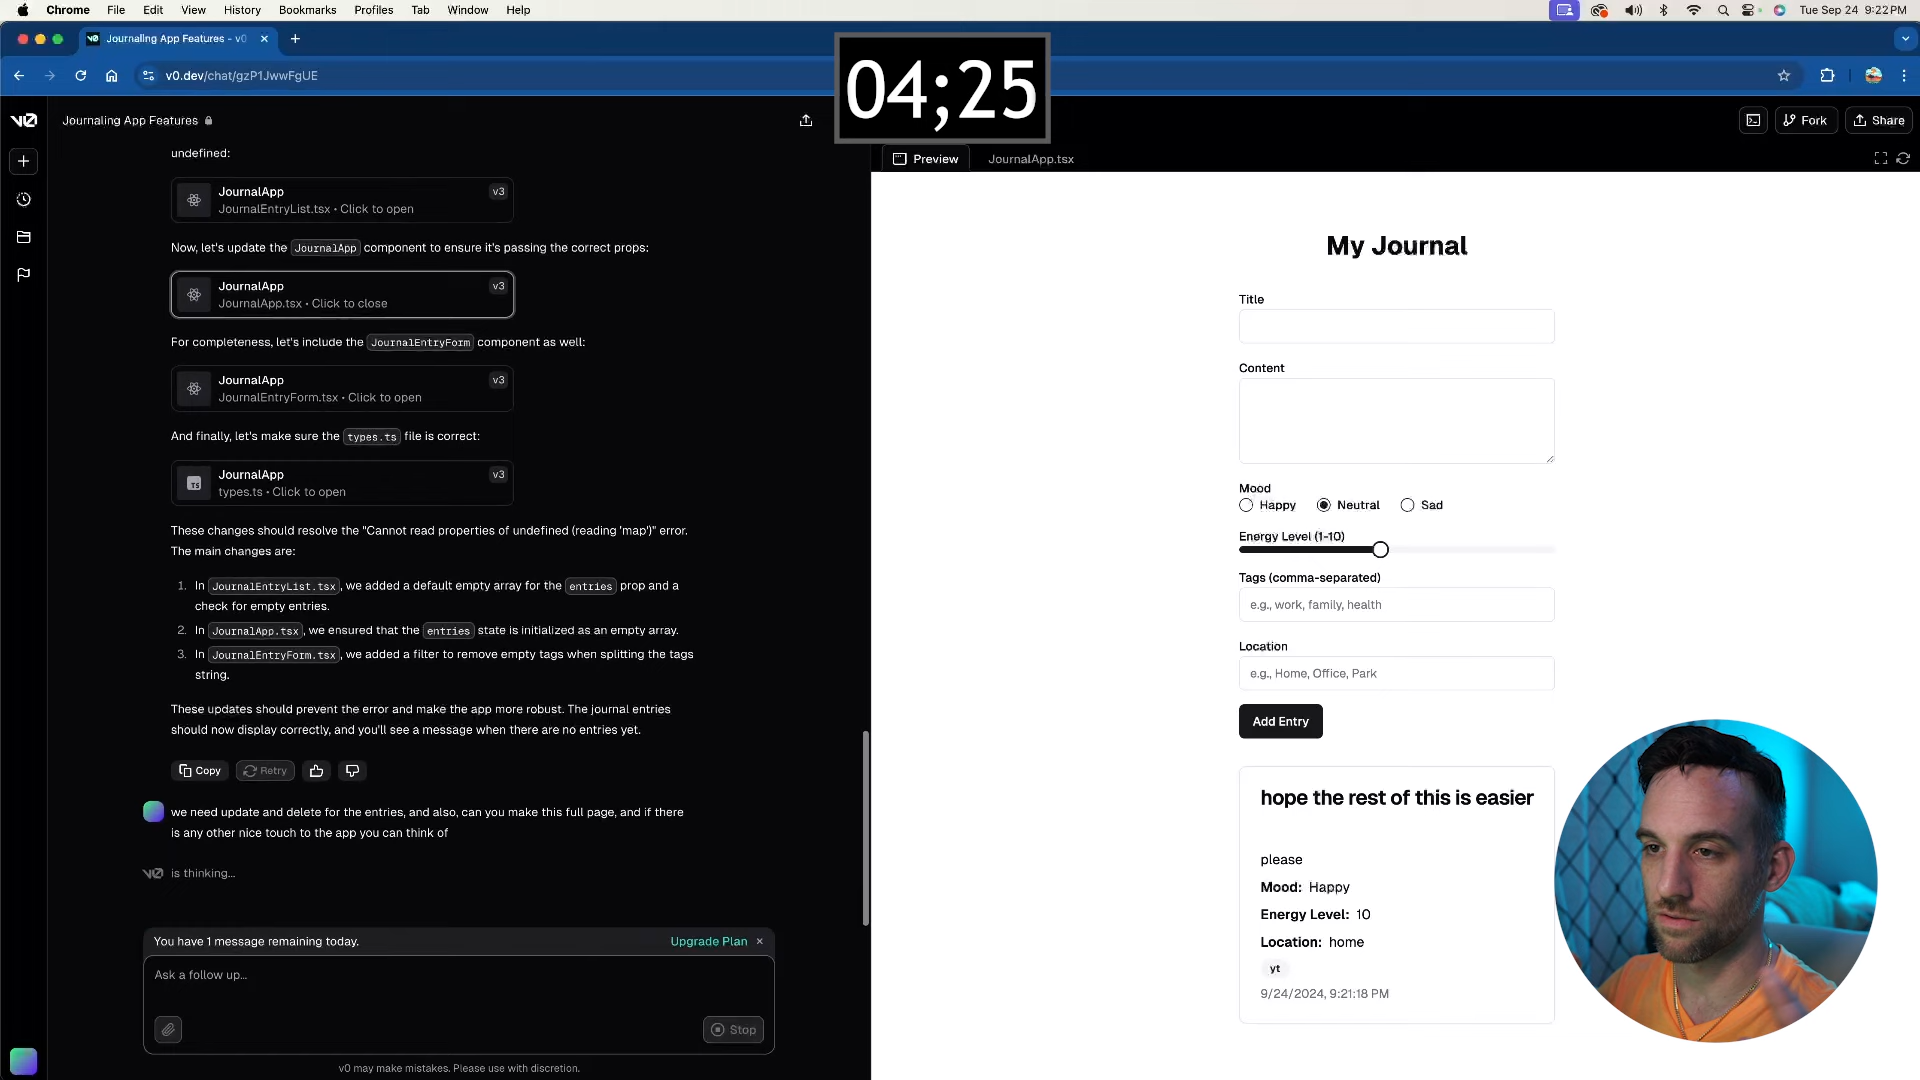 Chrome File Edit View History Bookmarks Profiles Tab Window Help
Tue Sep 24 9:22 PM
Journaling App Features - v0
v0.dev/chat/gzP1JwwFgUE
04;25
v0
Journaling App Features
Fork
Share
Preview
JournalApp.tsx
undefined:
JournalApp
v3
JournalEntryList.tsx • Click to open
Now, let's update the JournalApp component to ensure it's passing the correct props:
JournalApp
v3
JournalApp.tsx • Click to close
For completeness, let's include the JournalEntryForm component as well:
JournalApp
v3
JournalEntryForm.tsx • Click to open
And finally, let's make sure the types.ts file is correct:
TS
JournalApp
v3
types.ts • Click to open
These changes should resolve the "Cannot read properties of undefined (reading 'map')" error.
The main changes are:
1. In JournalEntryList.tsx, we added a default empty array for the entries prop and a
check for empty entries.
2. In JournalApp.tsx, we ensured that the entries state is initialized as an empty array.
3. In JournalEntryForm.tsx, we added a filter to remove empty tags when splitting the tags
string.
These updates should prevent the error and make the app more robust. The journal entries
should now display correctly, and you'll see a message when there are no entries yet.
Copy
Retry
we need update and delete for the entries, and also, can you make this full page, and if there
is any other nice touch to the app you can think of
v0 is thinking...
You have 1 message remaining today.
Upgrade Plan
Ask a follow up...
Stop
v0 may make mistakes. Please use with discretion.
My Journal
Title
Content
Mood
Happy
Neutral
Sad
Energy Level (1-10)
Tags (comma-separated)
e.g., work, family, health
Location
e.g., Home, Office, Park
Add Entry
hope the rest of this is easier
please
Mood: Happy
Energy Level: 10
Location: home
yt
9/24/2024, 9:21:18 PM